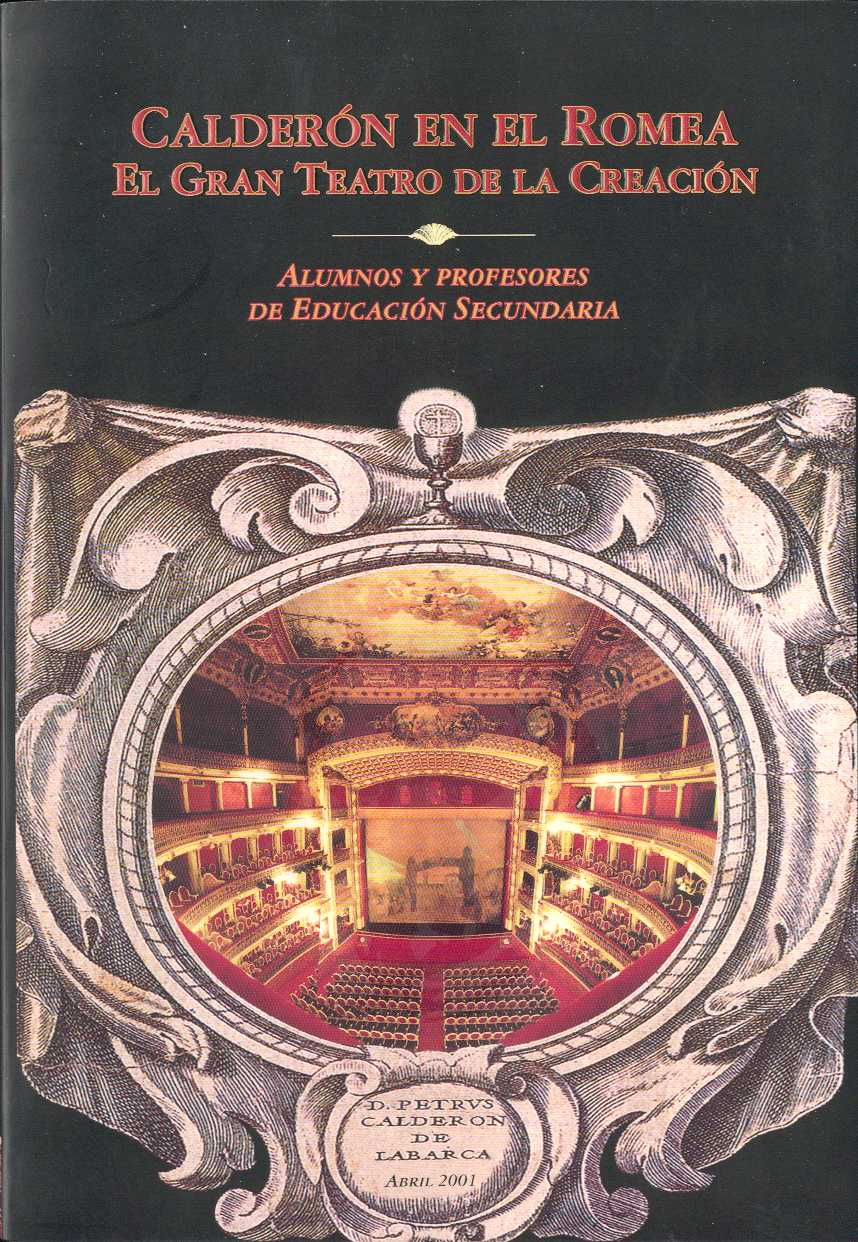 CALDERÓN EN EL ROMEA
EL GRAN TEATRO DE LA CREACIÓN
ALUMNOS Y PROFESORES
DE EDUCACIÓN SECUNDARIA
D. PETRVS
CALDERON
DE
LABARCA
ABRIL 2001